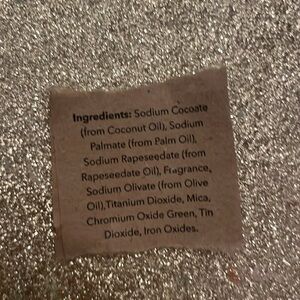 Ingredients: Sodium Cocoate
(from Coconut Oil), Sodium
Palmate (from Palm Oil),
Sodium Rapeseedate (from
Rapeseedate Oil), Fragrance,
Sodium Olivate (from Olive
Oil),Titanium Dioxide, Mica,
Chromium Oxide Green, Tin
Dioxide, Iron Oxides.